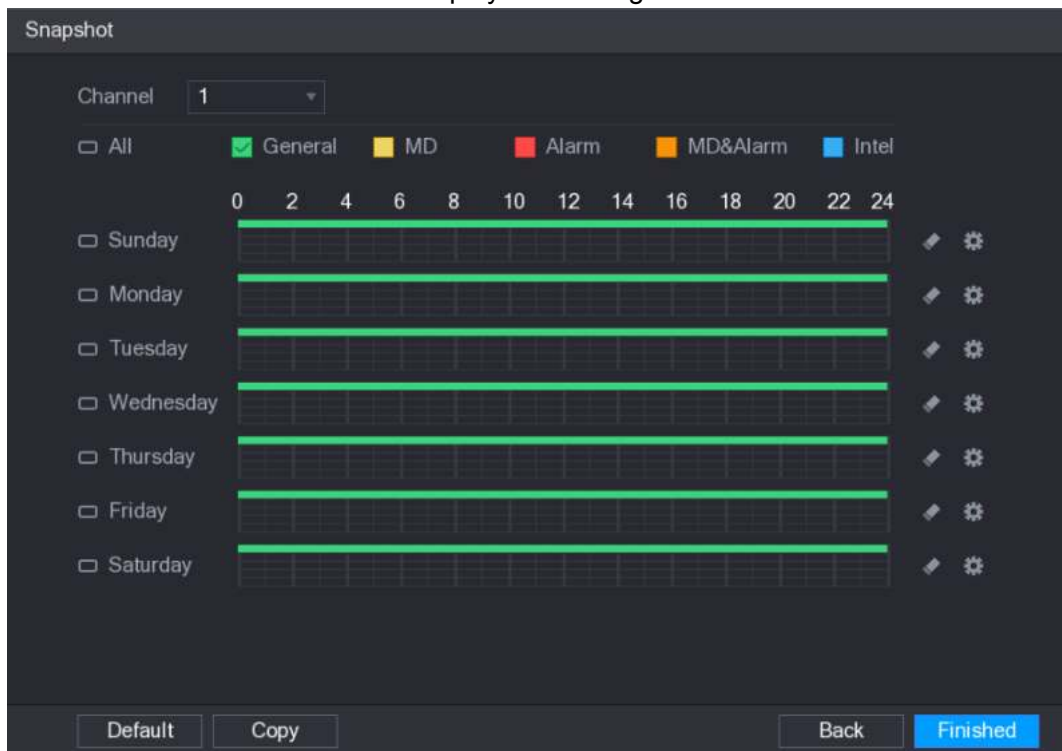 Snapshot
Channel 1
All General MD Alarm MD&Alarm Intel
0 2 4 6 8 10 12 14 16 18 20 22 24
Sunday
Monday
Tuesday
Wednesday
Thursday
Friday
Saturday
Default Copy Back Finished